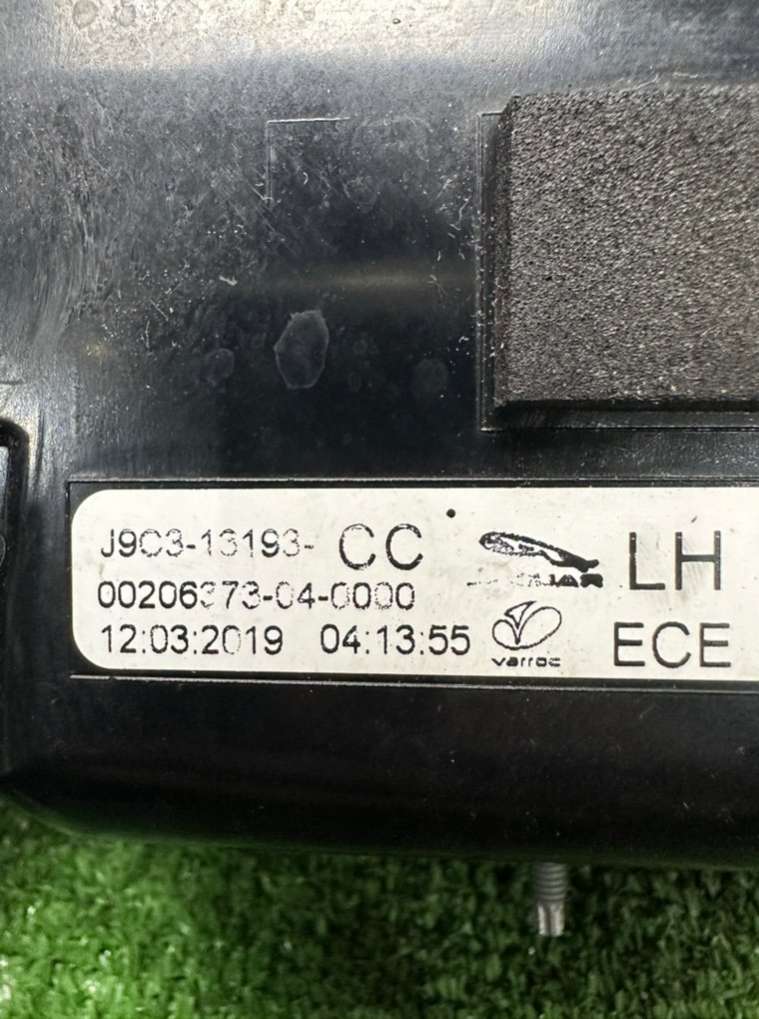 J9C3-13193- CC LH
00206373-04-0000
12:03:2019 04:13:55 varroc ECE